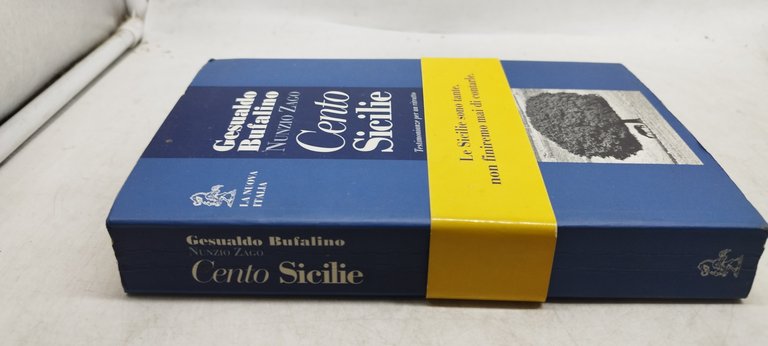 Gesualdo
Bufalino
NUNZIO ZAGO
Cento
Sicilie
Testimonianze per un ritratto
LA NUOVA
ITALIA
Le Sicilie sono tante,
non finiremo mai di contarle.
Gesualdo Bufalino
NUNZIO ZAGO
Cento Sicilie